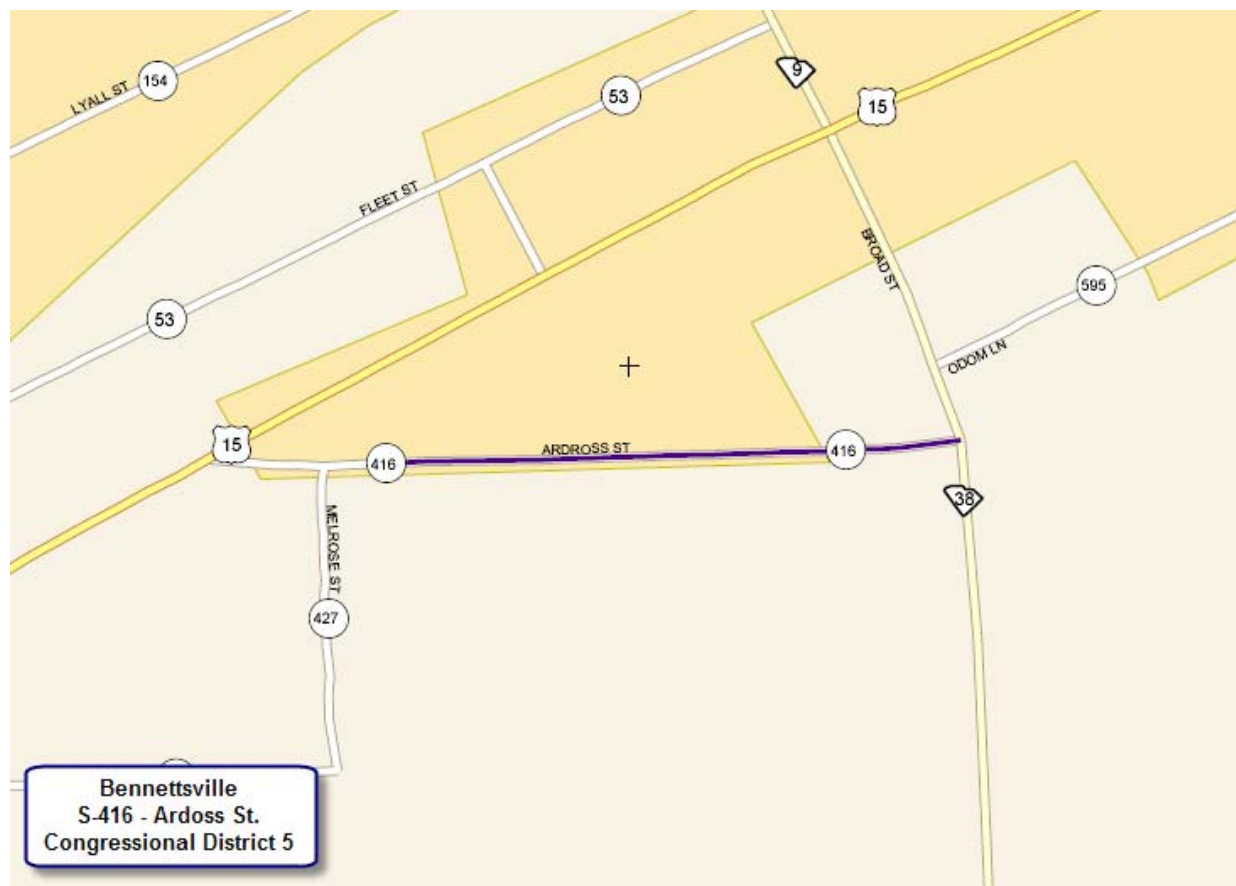 154
LYALL ST
53
9
15
FLEET ST
BROAD ST
595
53
ODOM LN
15
416
ARDROSS ST
416
38
MELROSE ST
427
Bennettsville
S-416 - Ardoss St.
Congressional District 5